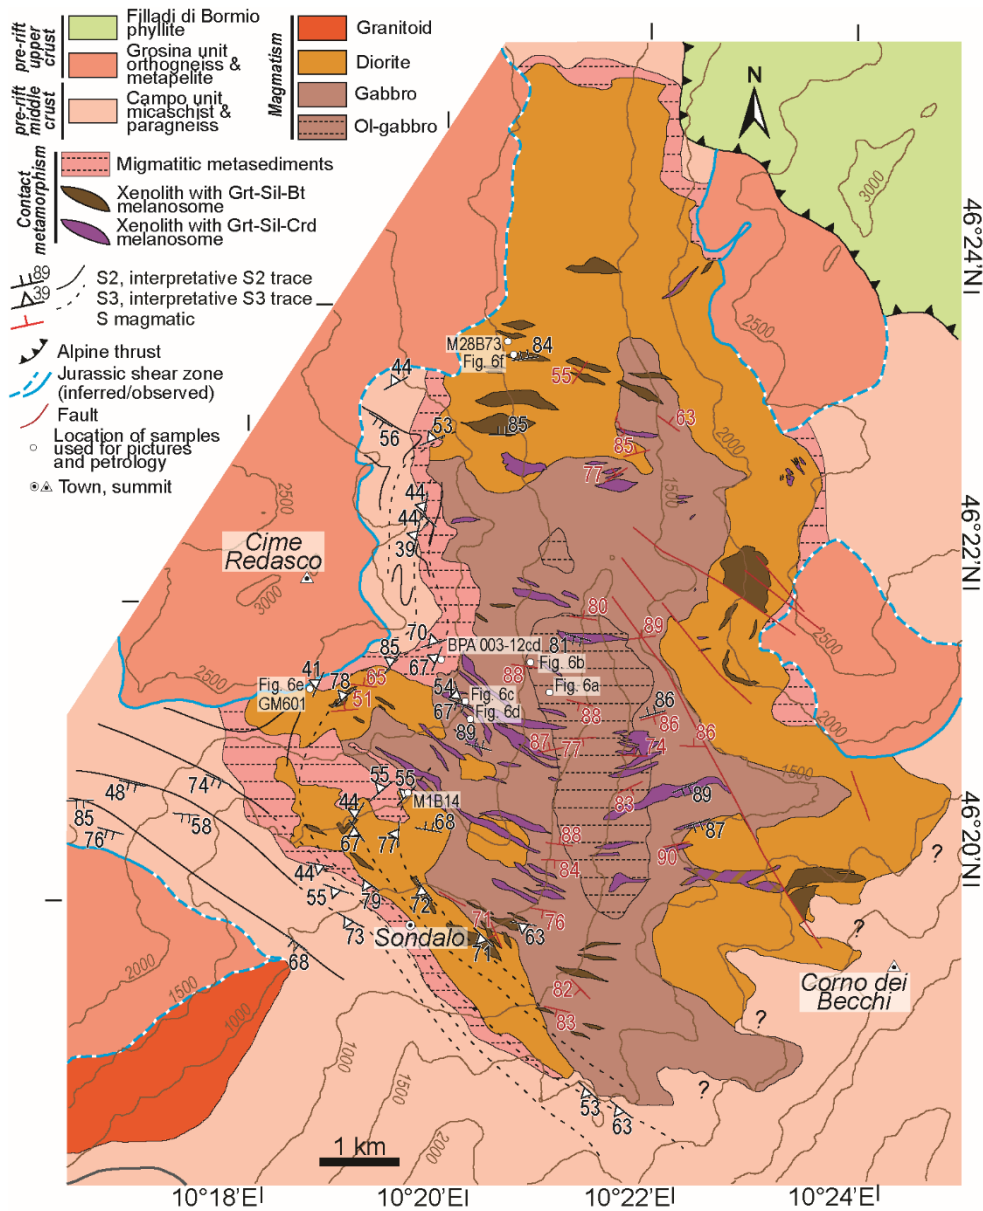 pre-rift upper crust
Filladi di Bormio
phyllite
Grosina unit
orthogneiss &
metapelite
pre-rift middle crust
Campo unit
micaschist &
paragneiss
Magmatism
Granitoid
Diorite
Gabbro
Ol-gabbro
Contact metamorphism
Migmatitic metasediments
Xenolith with Grt-Sil-Bt
melanosome
Xenolith with Grt-Sil-Crd
melanosome
89
S2, interpretative S2 trace
39
S3, interpretative S3 trace
S magmatic
Alpine thrust
Jurassic shear zone
(inferred/observed)
Fault
Location of samples
used for pictures
and petrology
Town, summit
N
3000
46°24'N
2500
M28B73
84
Fig. 6f
44
55
63
2000
56
53
85
85
77
1500
2500
44
44
39
46°22'N
Cime
Redasco
3000
80
89
2500
70
BPA 003-12cd
81
85
67
Fig. 6b
88
2500
41
78
65
Fig. 6e
GM601
51
54
Fig. 6c
Fig. 6a
67
Fig. 6d
88
86
86
2000
89
87
77
74
86
1500
74
55
55
48
M1B14
83
89
85
58
44
68
87
76
67
77
88
46°20'N
90
84
?
44
55
79
72
71
76
73
Sondalo
71
63
?
68
2000
1500
1000
82
83
Corno dei
Becchi
?
1000
1500
2000
?
53
63
1 km
10°18'E
10°20'E
10°22'E
10°24'E